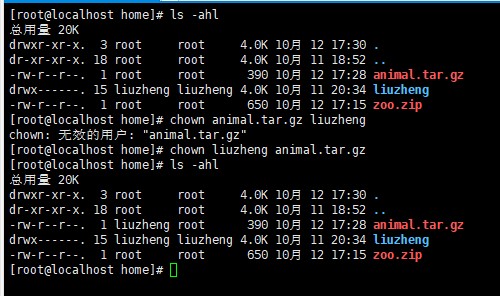 [root@localhost home]# ls -ahl
总用量 20K
drwxr-xr-x.  3 root     root     4.0K 10月 12 17:30 .
dr-xr-xr-x. 18 root     root     4.0K 10月 11 18:52 ..
-rw-r--r--.  1 root     root      390 10月 12 17:28 animal.tar.gz
drwx------. 15 liuzheng liuzheng 4.0K 10月 11 20:34 liuzheng
-rw-r--r--.  1 root     root      650 10月 12 17:15 zoo.zip
[root@localhost home]# chown animal.tar.gz liuzheng
chown: 无效的用户: "animal.tar.gz"
[root@localhost home]# chown liuzheng animal.tar.gz
[root@localhost home]# ls -ahl
总用量 20K
drwxr-xr-x.  3 root     root     4.0K 10月 12 17:30 .
dr-xr-xr-x. 18 root     root     4.0K 10月 11 18:52 ..
-rw-r--r--.  1 liuzheng root      390 10月 12 17:28 animal.tar.gz
drwx------. 15 liuzheng liuzheng 4.0K 10月 11 20:34 liuzheng
-rw-r--r--.  1 root     root      650 10月 12 17:15 zoo.zip
[root@localhost home]#